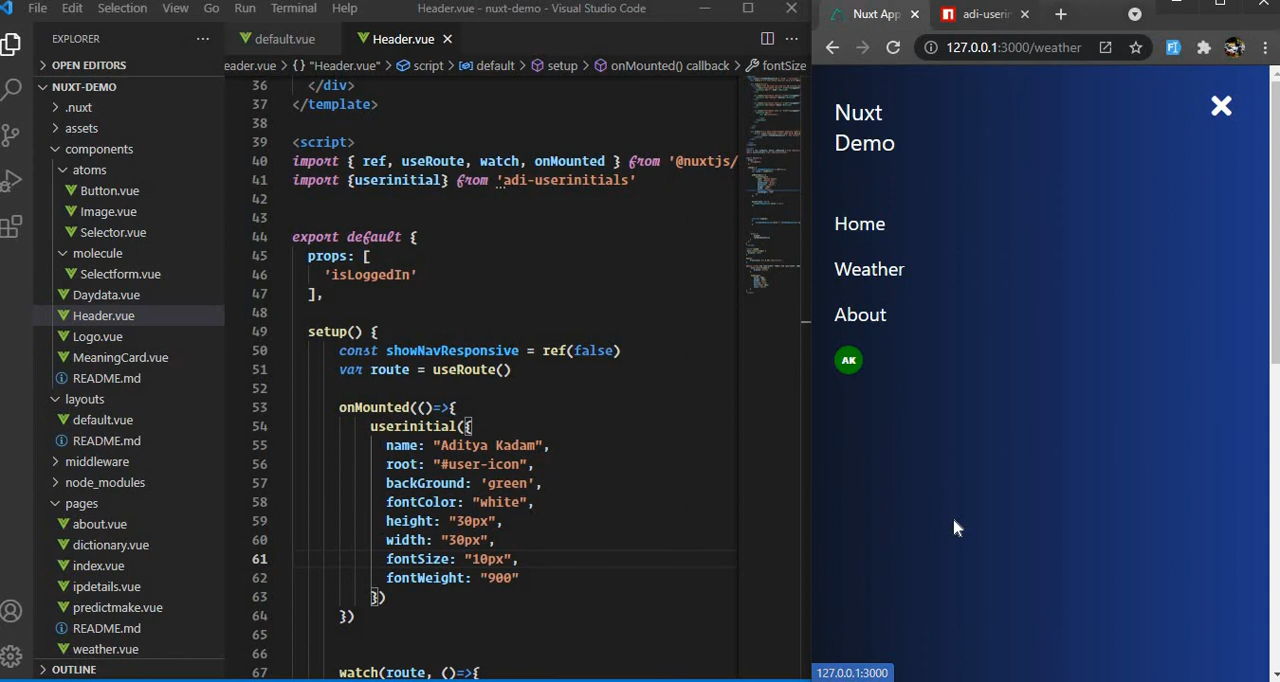 File Edit Selection View Go Run Terminal Help Header.vue - nuxt-demo - Visual Studio Code
EXPLORER
OPEN EDITORS
NUXT-DEMO
.nuxt
assets
components
atoms
Button.vue
Image.vue
Selector.vue
molecule
Selectform.vue
Daydata.vue
Header.vue
Logo.vue
MeaningCard.vue
README.md
layouts
default.vue
README.md
middleware
node_modules
pages
about.vue
dictionary.vue
index.vue
ipdetails.vue
predictmake.vue
README.md
weather.vue
OUTLINE
default.vue Header.vue
eader.vue > {} "Header.vue" > script > default > setup > onMounted() callback > fontSize
36 </div>
37 </template>
38
39 <script>
40 import { ref, useRoute, watch, onMounted } from '@nuxtjs/
41 import {userinitial} from 'adi-userinitials'
42
43
44 export default {
45 props: [
46 'isLoggedIn'
47 ],
48
49 setup() {
50 const showNavResponsive = ref(false)
51 var route = useRoute()
52
53 onMounted(()=>{
54 userinitial({
55 name: "Aditya Kadam",
56 root: "#user-icon",
57 backGround: 'green',
58 fontColor: "white",
59 height: "30px",
60 width: "30px",
61 fontSize: "10px",
62 fontWeight: "900"
63 })
64 })
65
66
67 watch(route, ()=>{
Nuxt App adi-userin
127.0.0.1:3000/weather
Nuxt
Demo
Home
Weather
About
AK
127.0.0.1:3000